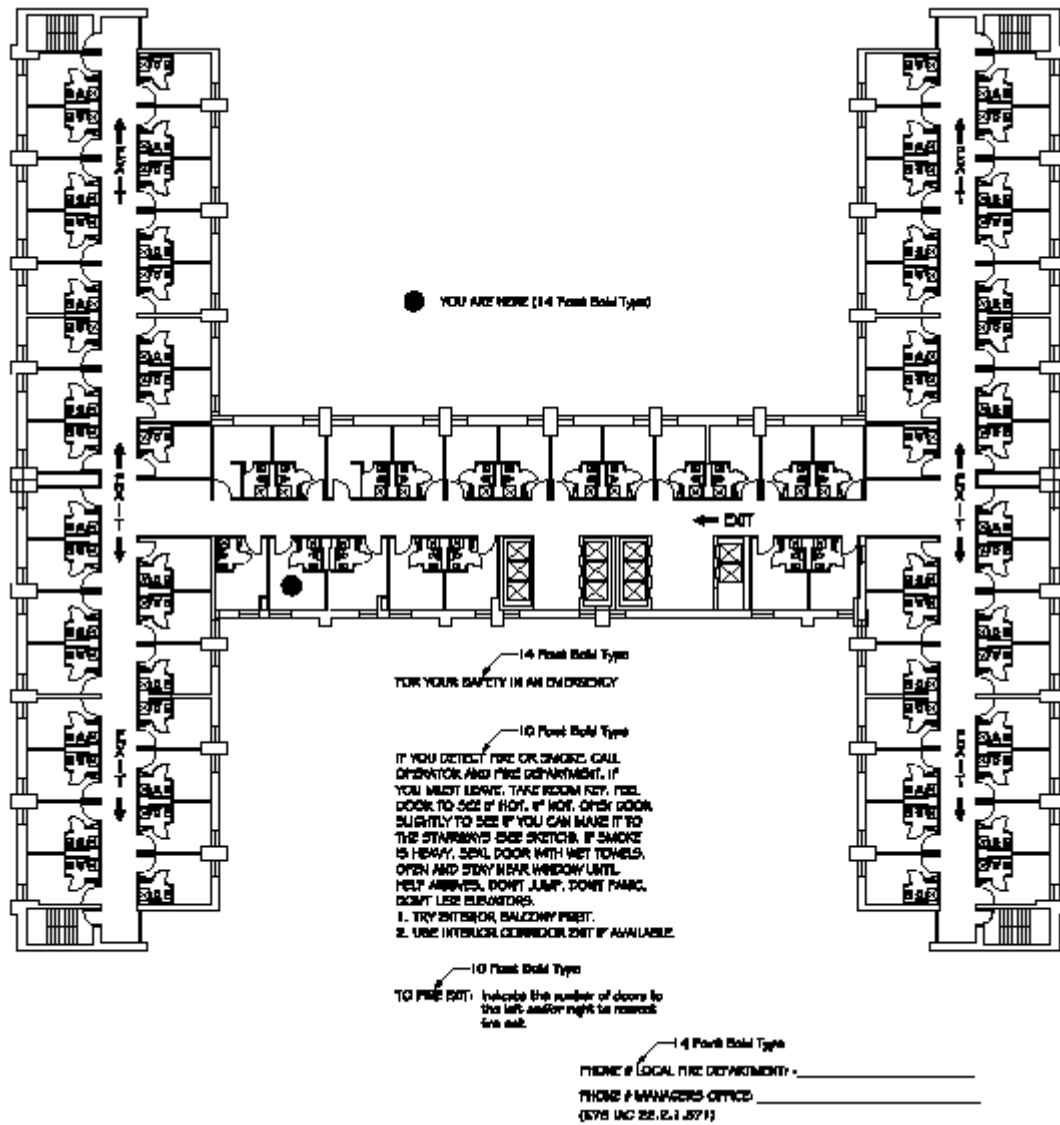 EXIT
EXIT
YOU ARE HERE (14 Point Bold Type)
EXIT
EXIT
EXIT
14 Point Bold Type
FOR YOUR SAFETY IN AN EMERGENCY
10 Point Bold Type
IF YOU DETECT FIRE OR SMOKE, CALL
OPERATOR AND FIRE DEPARTMENT. IF
YOU MUST LEAVE, TAKE ROOM KEY. FEEL
DOOR TO SEE IF HOT. IF NOT, OPEN DOOR
SLIGHTLY TO SEE IF YOU CAN MAKE IT TO
THE STAIRWAYS (SEE SKETCH). IF SMOKE
IS HEAVY, SEAL DOOR WITH WET TOWELS.
OPEN AND STAY NEAR WINDOW UNTIL
HELP ARRIVES. DON'T JUMP. DON'T PANIC.
DON'T USE ELEVATORS.
1. TRY EXTERIOR BALCONY FIRST.
2. USE INTERIOR CORRIDOR EXIT IF AVAILABLE.
EXIT
EXIT
10 Point Bold Type
TO FIRE EXIT: Indicate the number of doors to
the left and/or right to nearest
fire exit.
14 Point Bold Type
PHONE # LOCAL FIRE DEPARTMENT:
PHONE # MANAGERS OFFICE:
(675 IAC 22.2.1.571)